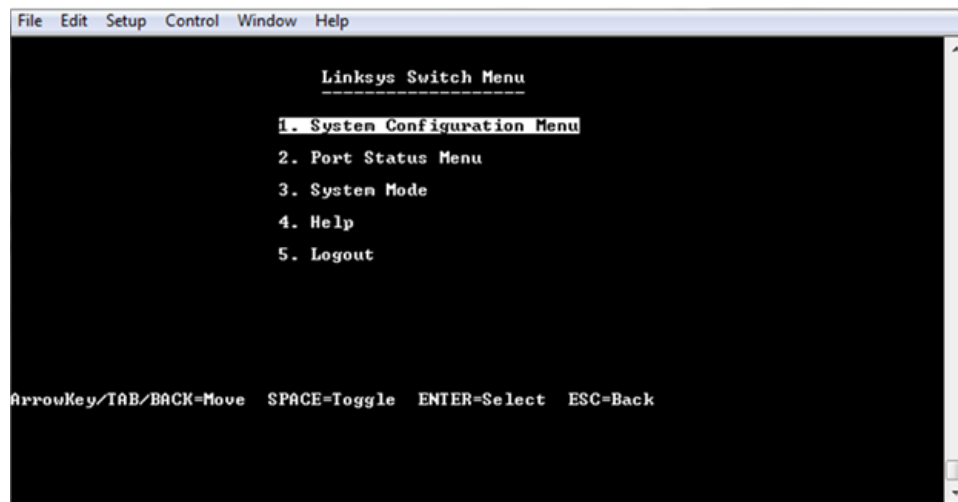 File Edit Setup Control Window Help
Linksys Switch Menu
1. System Configuration Menu
2. Port Status Menu
3. System Mode
4. Help
5. Logout
ArrowKey/TAB/BACK=Move SPACE=Toggle ENTER=Select ESC=Back